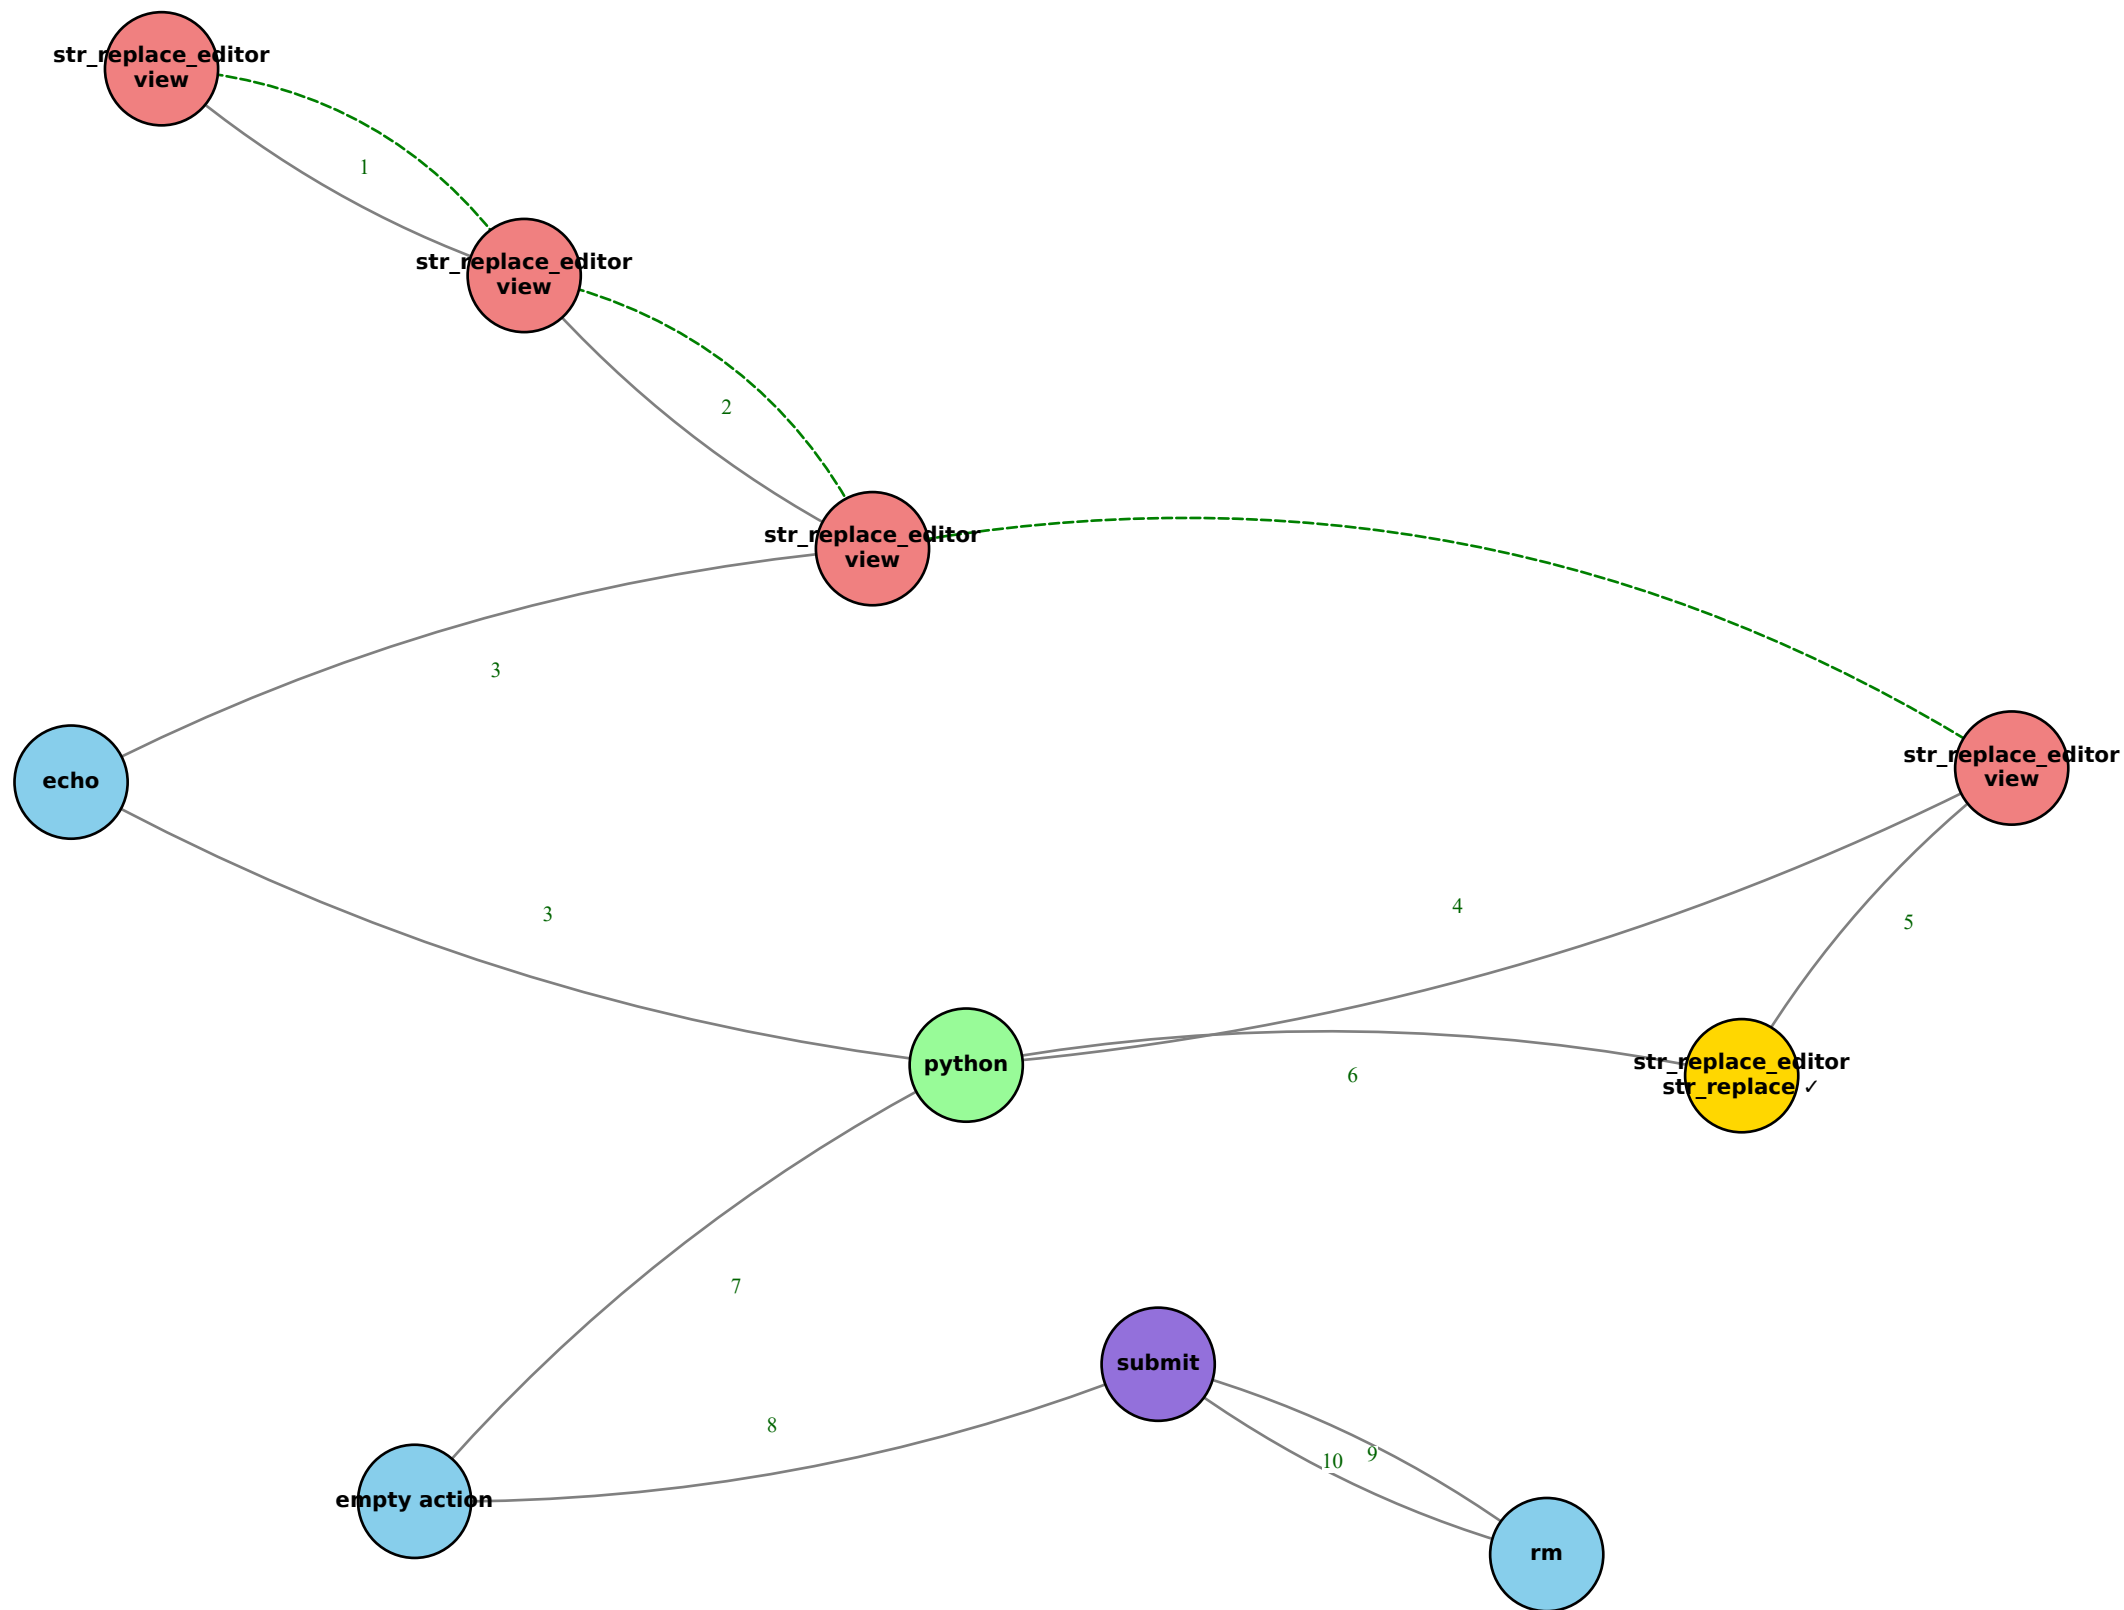 str_replace_editor
view
1
str_replace_editor
view
2
str_replace_editor
view
3
str_replace_editor
view
echo
3
4
5
python
str_replace_editor
str_replace ✓
6
7
submit
8
9
10
empty action
rm